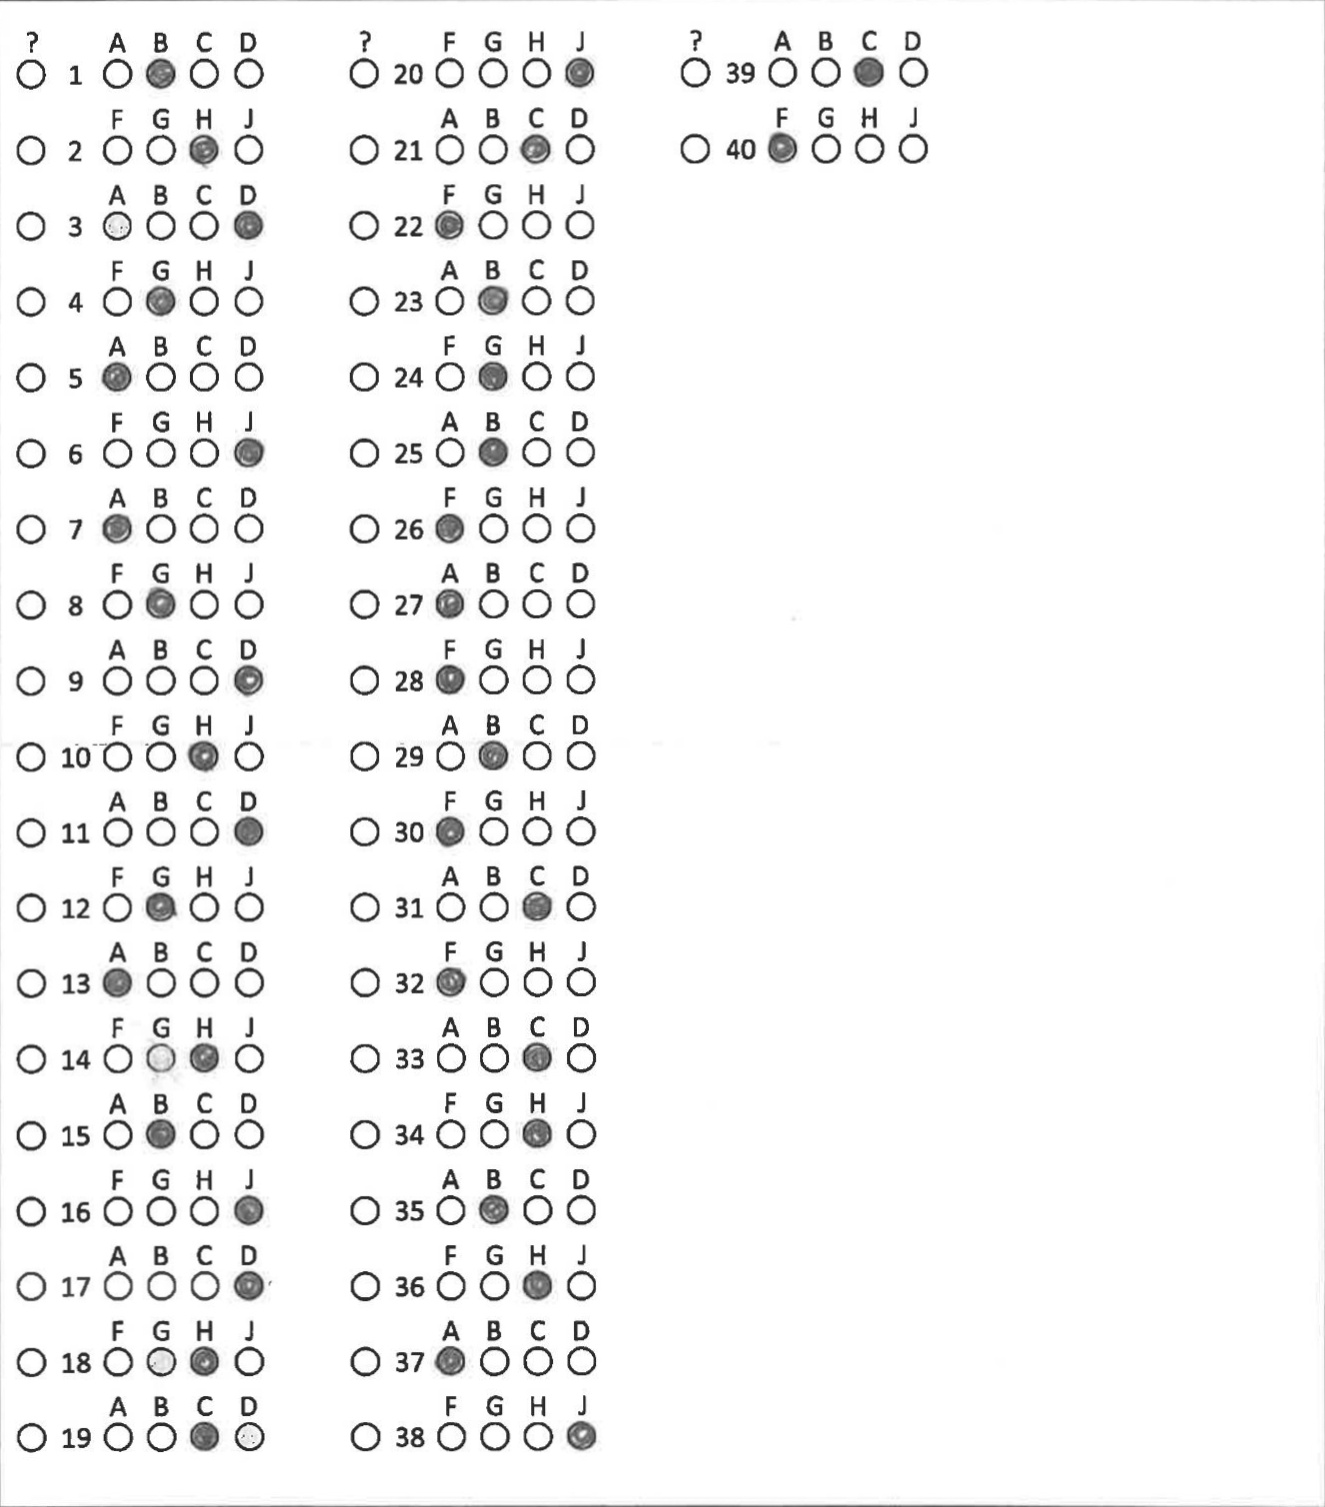 ? A B C D
1
F G H J
2
A B C D
3
F G H J
4
A B C D
5
F G H J
6
A B C D
7
F G H J
8
A B C D
9
F G H J
10
A B C D
11
F G H J
12
A B C D
13
F G H J
14
A B C D
15
F G H J
16
A B C D
17
F G H J
18
A B C D
19
? F G H J
20
A B C D
21
F G H J
22
A B C D
23
F G H J
24
A B C D
25
F G H J
26
A B C D
27
F G H J
28
A B C D
29
F G H J
30
A B C D
31
F G H J
32
A B C D
33
F G H J
34
A B C D
35
F G H J
36
A B C D
37
F G H J
38
? A B C D
39
F G H J
40